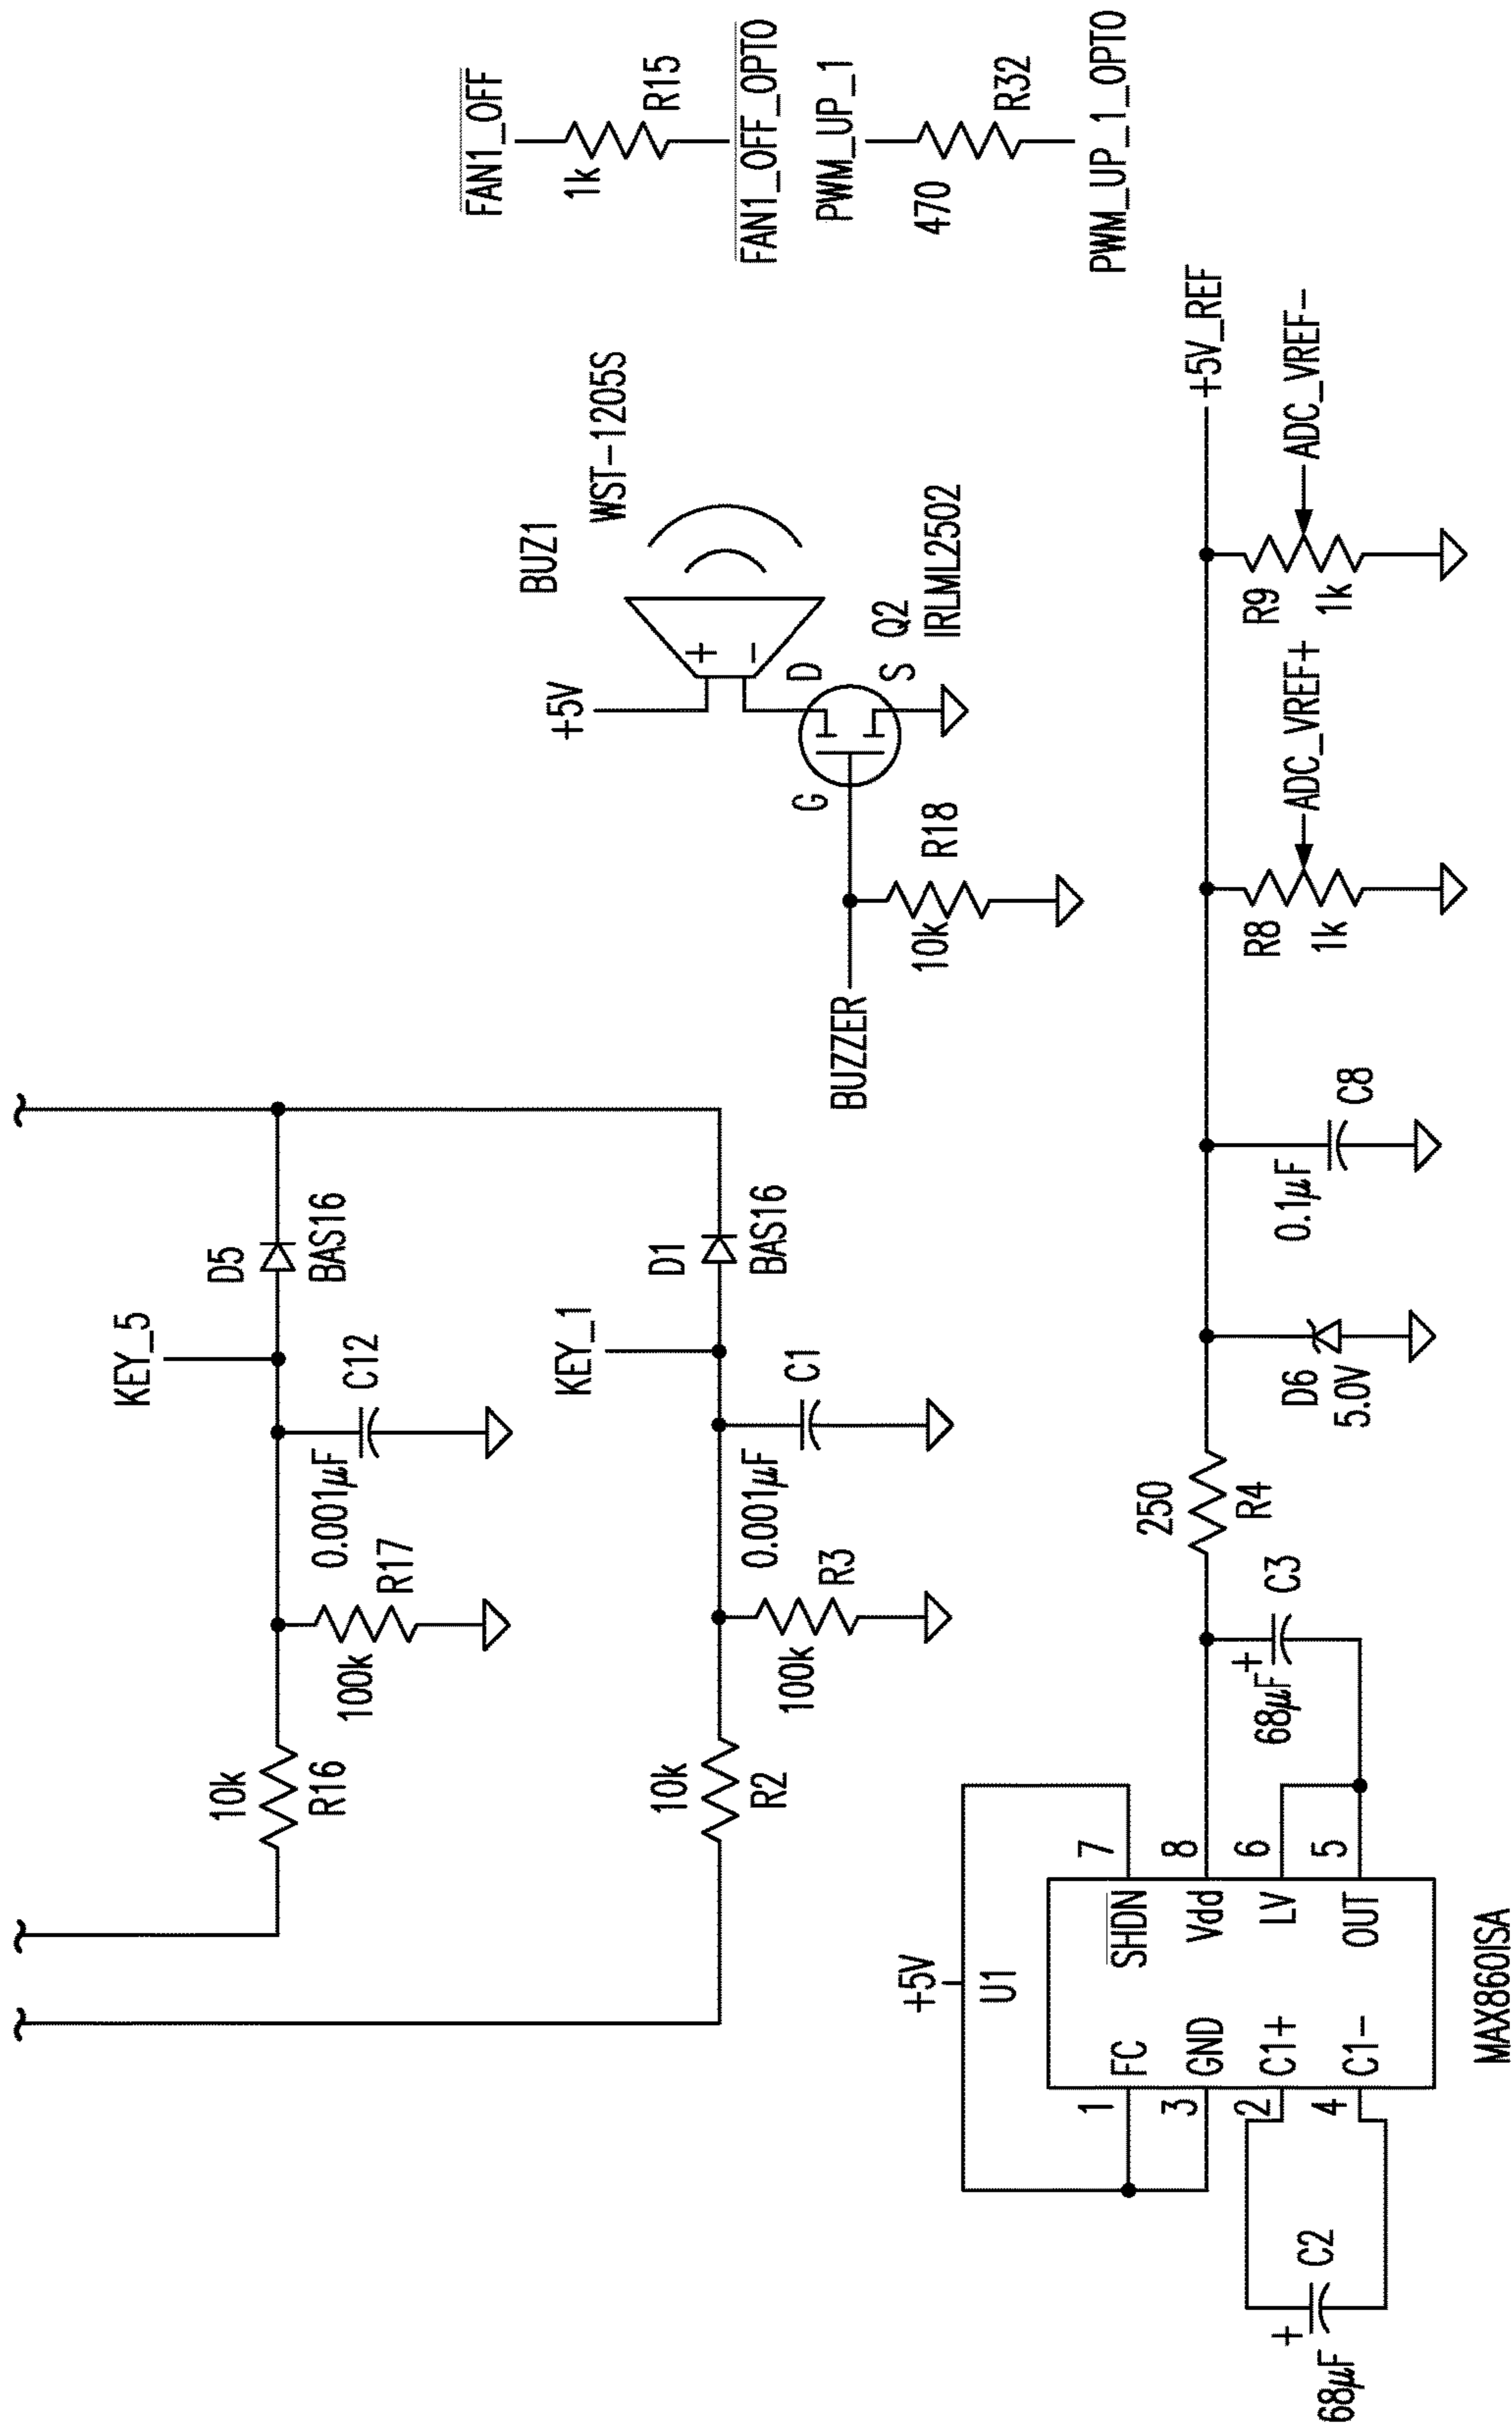 KEY_5
D5
BAS16
10k
R16
R17
100k
0.001µF
C12
KEY_1
D1
BAS16
10k
R2
R3
100k
0.001µF
C1
FAN1_OFF
1k
R15
FAN1_OFF_OPTO
PWM_UP_1
470
R32
PWM_UP_1_OPTO
BUZ1
WST-1205S
+5V
+
-
D
G
S
Q2
IRLML2502
BUZZER
10k
R18
+5V
U1
1
FC
SHDN
7
3
GND
Vdd
8
2
C1+
LV
6
4
C1-
OUT
5
MAX860ISA
+
68µF
C2
+
68µF
C3
250
R4
D6
5.0V
0.1µF
C8
R8
1k
ADC_VREF+
R9
1k
ADC_VREF-
+5V_REF